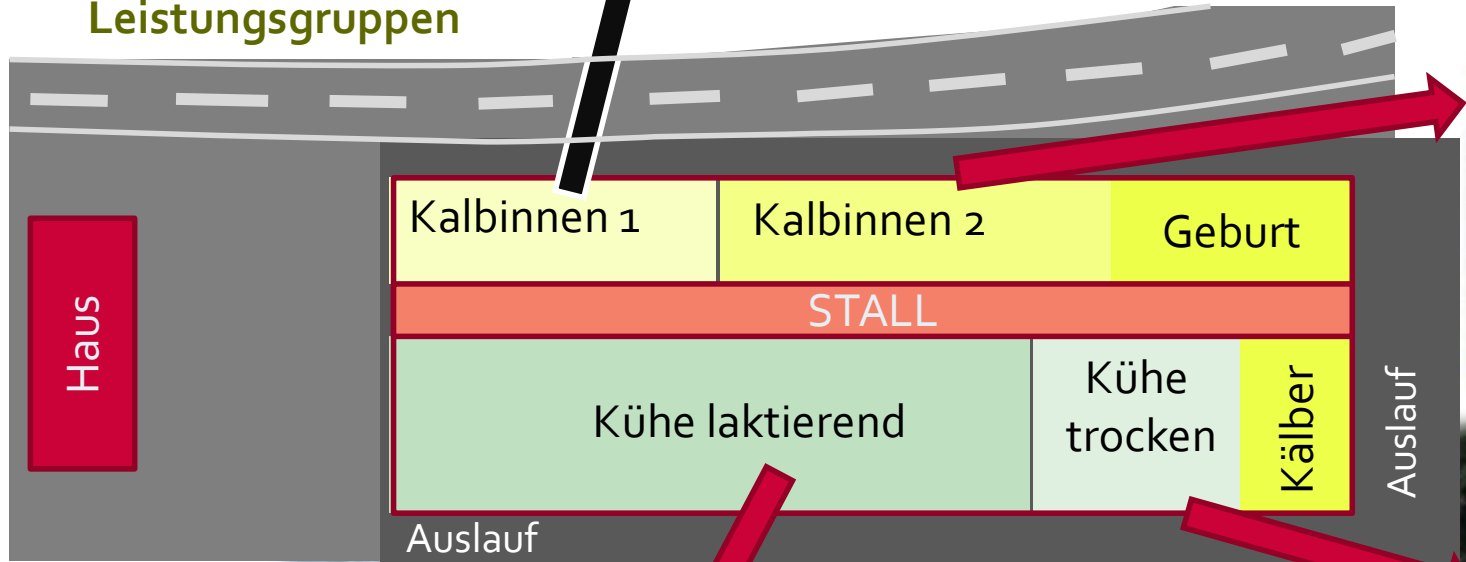 Leistungsgruppen
Kalbinnen 1
Kalbinnen 2
Geburt
STALL
Haus
Kühe laktierend
Kühe
trocken
Kälber
Auslauf
Auslauf